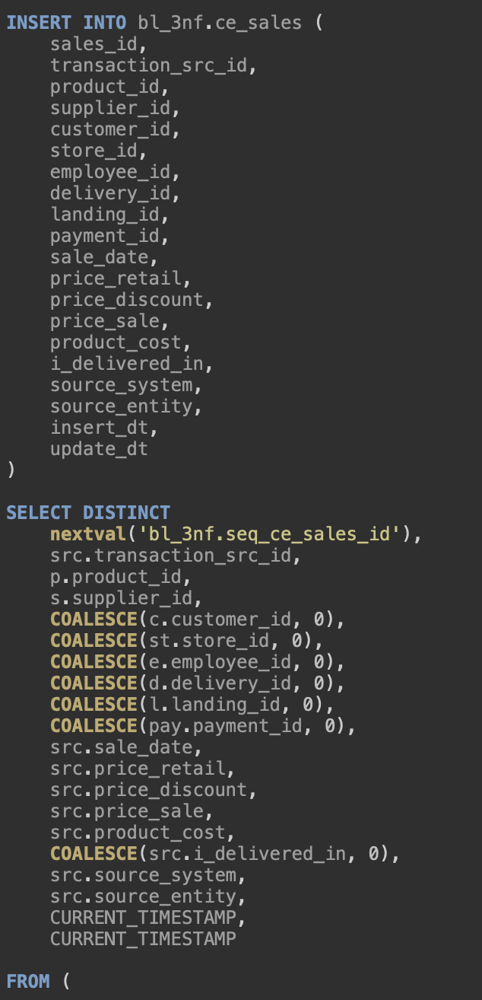 INSERT INTO bl_3nf.ce_sales (
    sales_id,
    transaction_src_id,
    product_id,
    supplier_id,
    customer_id,
    store_id,
    employee_id,
    delivery_id,
    landing_id,
    payment_id,
    sale_date,
    price_retail,
    price_discount,
    price_sale,
    product_cost,
    i_delivered_in,
    source_system,
    source_entity,
    insert_dt,
    update_dt
)
SELECT DISTINCT
    nextval('bl_3nf.seq_ce_sales_id'),
    src.transaction_src_id,
    p.product_id,
    s.supplier_id,
    COALESCE(c.customer_id, 0),
    COALESCE(st.store_id, 0),
    COALESCE(e.employee_id, 0),
    COALESCE(d.delivery_id, 0),
    COALESCE(l.landing_id, 0),
    COALESCE(pay.payment_id, 0),
    src.sale_date,
    src.price_retail,
    src.price_discount,
    src.price_sale,
    src.product_cost,
    COALESCE(src.i_delivered_in, 0),
    src.source_system,
    src.source_entity,
    CURRENT_TIMESTAMP,
    CURRENT_TIMESTAMP
FROM (